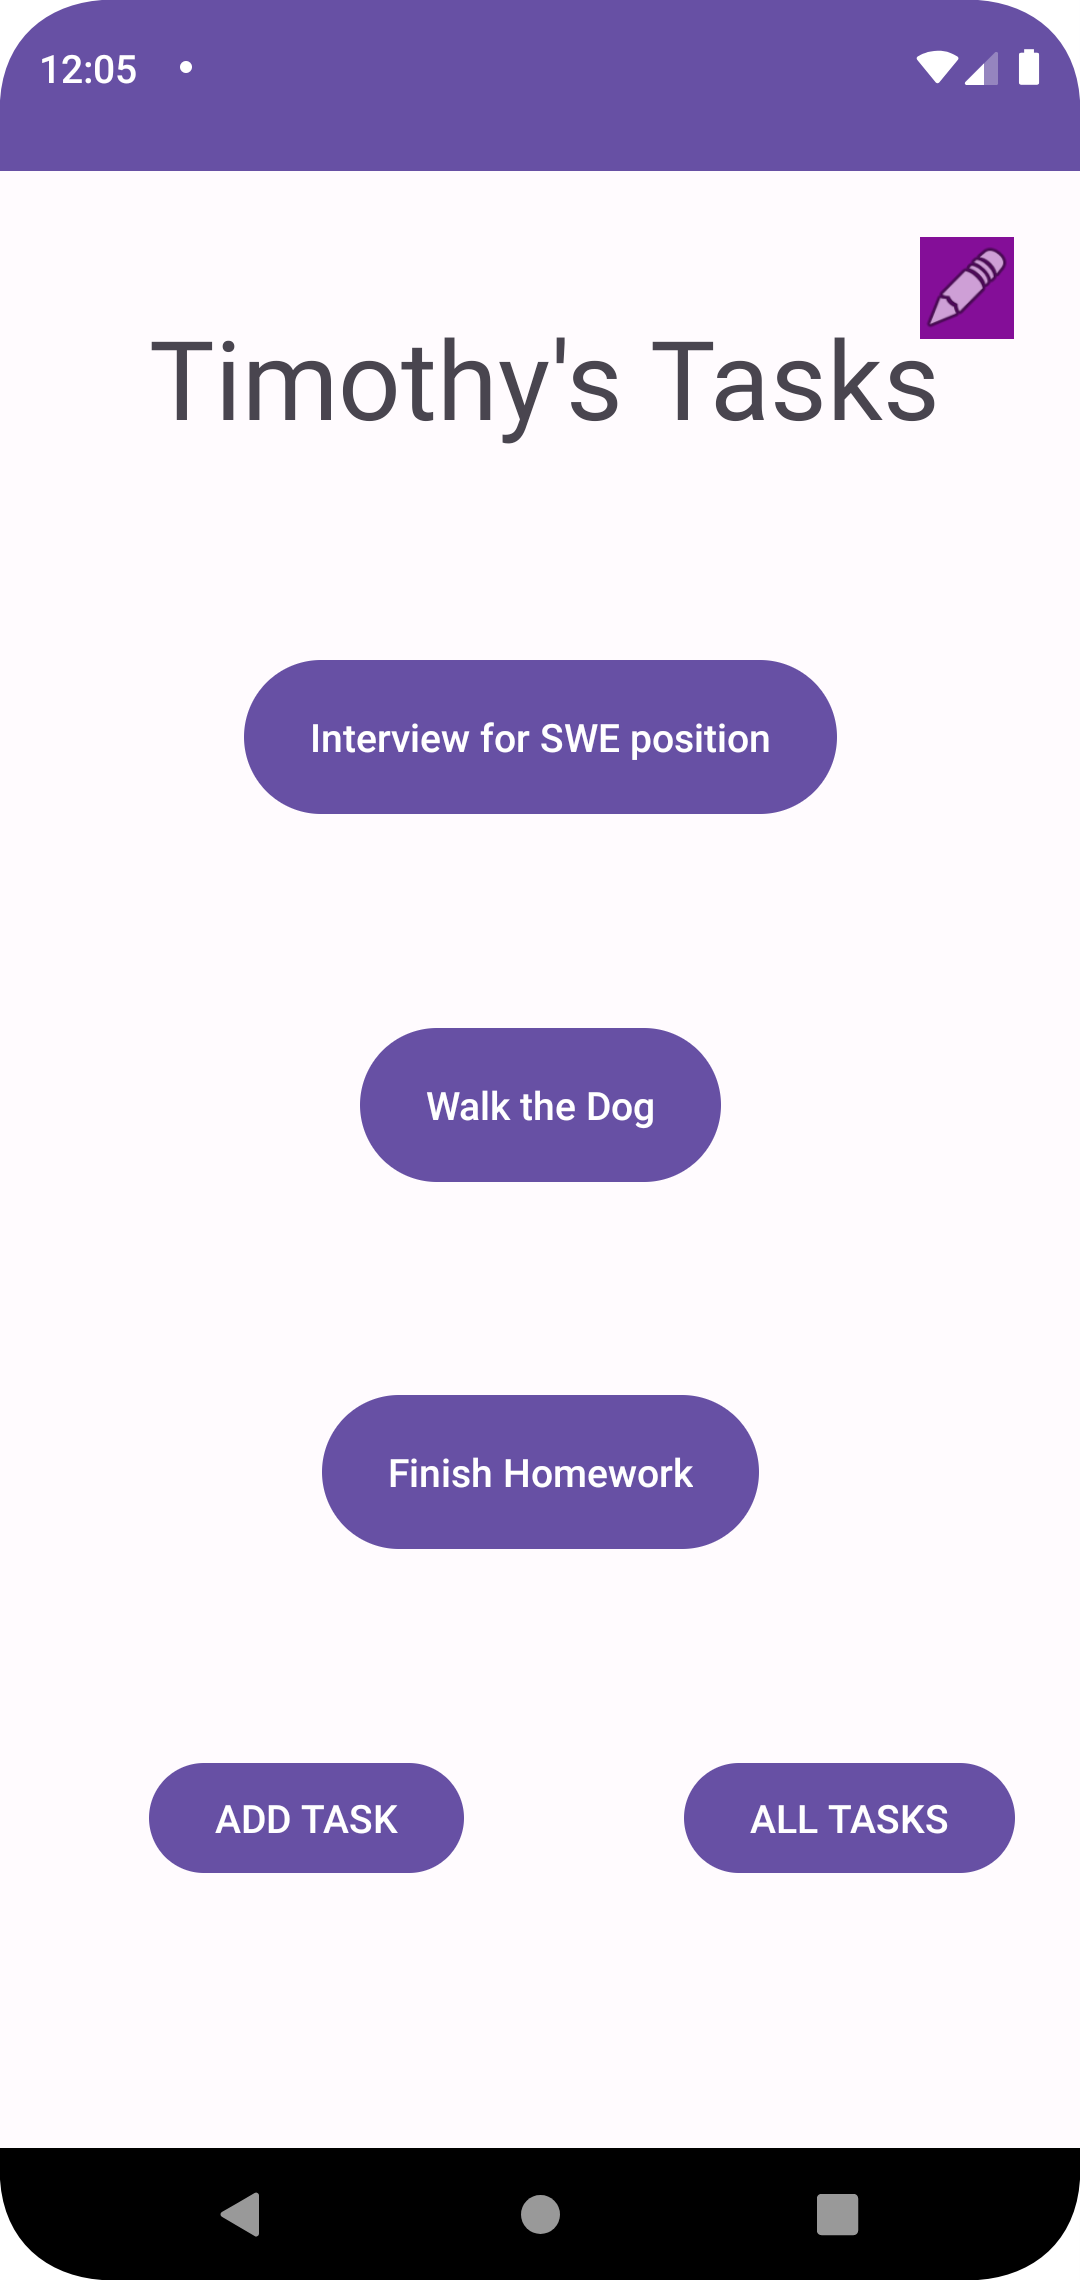 12:05
Timothy's Tasks
Interview for SWE position
Walk the Dog
Finish Homework
ADD TASK
ALL TASKS